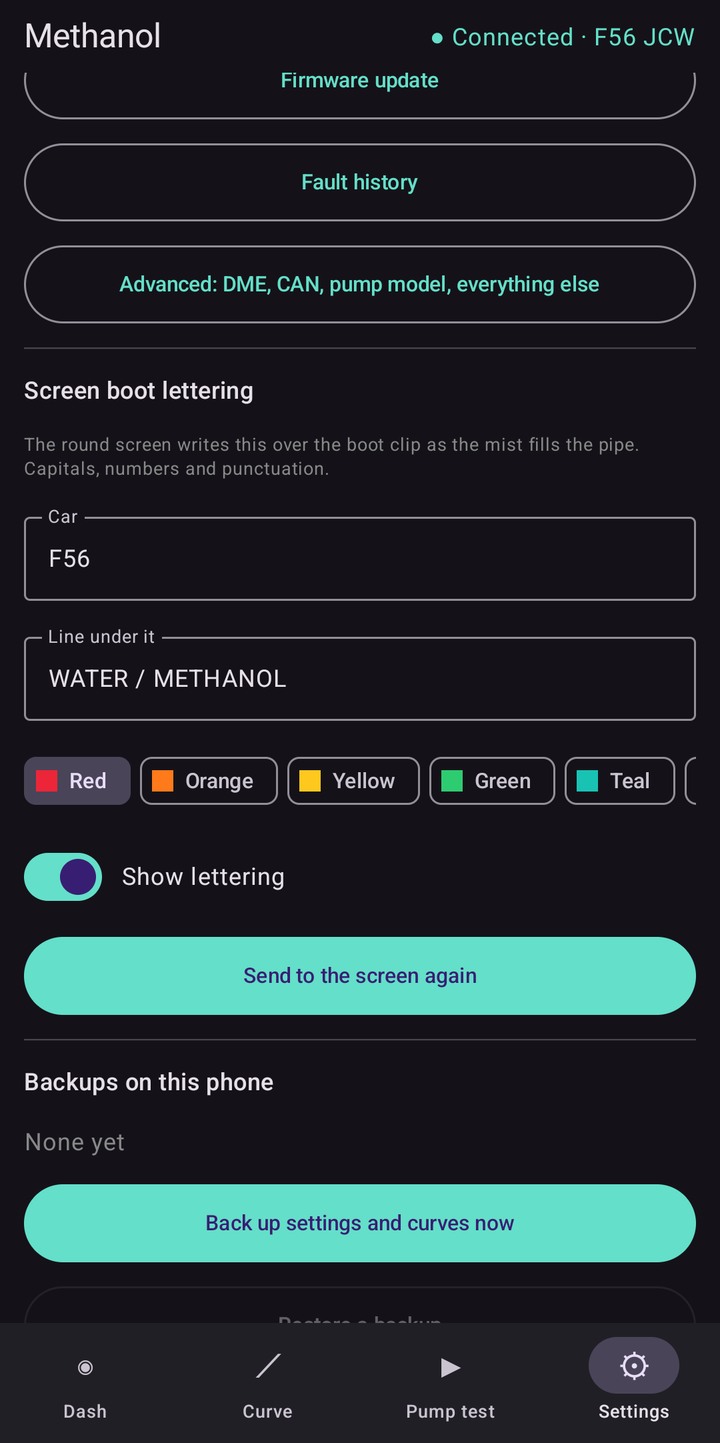 Methanol
Connected · F56 JCW
Firmware update
Fault history
Advanced: DME, CAN, pump model, everything else
Screen boot lettering
The round screen writes this over the boot clip as the mist fills the pipe.
Capitals, numbers and punctuation.
Car
F56
Line under it
WATER / METHANOL
Red
Orange
Yellow
Green
Teal
Show lettering
Send to the screen again
Backups on this phone
None yet
Back up settings and curves now
Restore a backup
Dash
Curve
Pump test
Settings